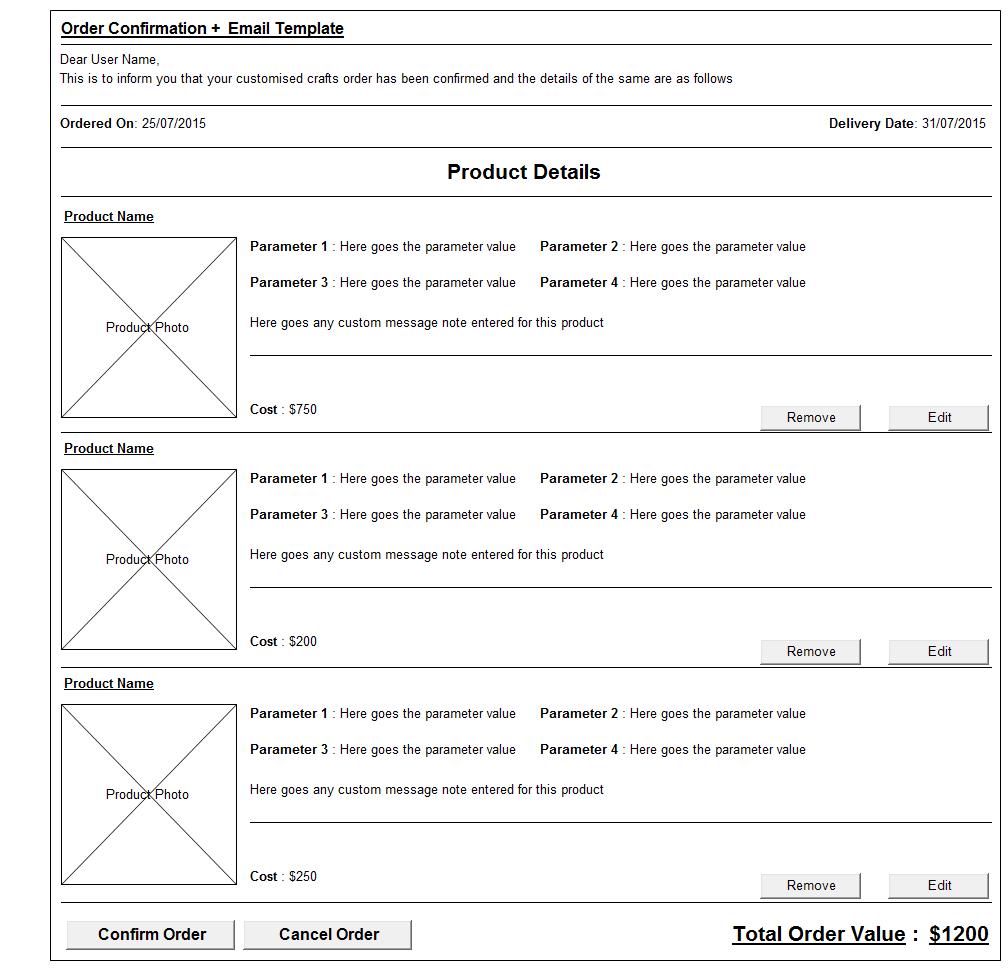 Order Confirmation + Email Template
Dear User Name,
This is to inform you that your customised crafts order has been confirmed and the details of the same are as follows
Ordered On: 25/07/2015 Delivery Date: 31/07/2015
Product Details
Product Name
Parameter 1 : Here goes the parameter value Parameter 2 : Here goes the parameter value
Parameter 3 : Here goes the parameter value Parameter 4 : Here goes the parameter value
Product Photo
Here goes any custom message note entered for this product
Cost : $750
Remove Edit
Product Name
Parameter 1 : Here goes the parameter value Parameter 2 : Here goes the parameter value
Parameter 3 : Here goes the parameter value Parameter 4 : Here goes the parameter value
Product Photo
Here goes any custom message note entered for this product
Cost : $200
Remove Edit
Product Name
Parameter 1 : Here goes the parameter value Parameter 2 : Here goes the parameter value
Parameter 3 : Here goes the parameter value Parameter 4 : Here goes the parameter value
Product Photo
Here goes any custom message note entered for this product
Cost : $250
Remove Edit
Confirm Order Cancel Order Total Order Value : $1200